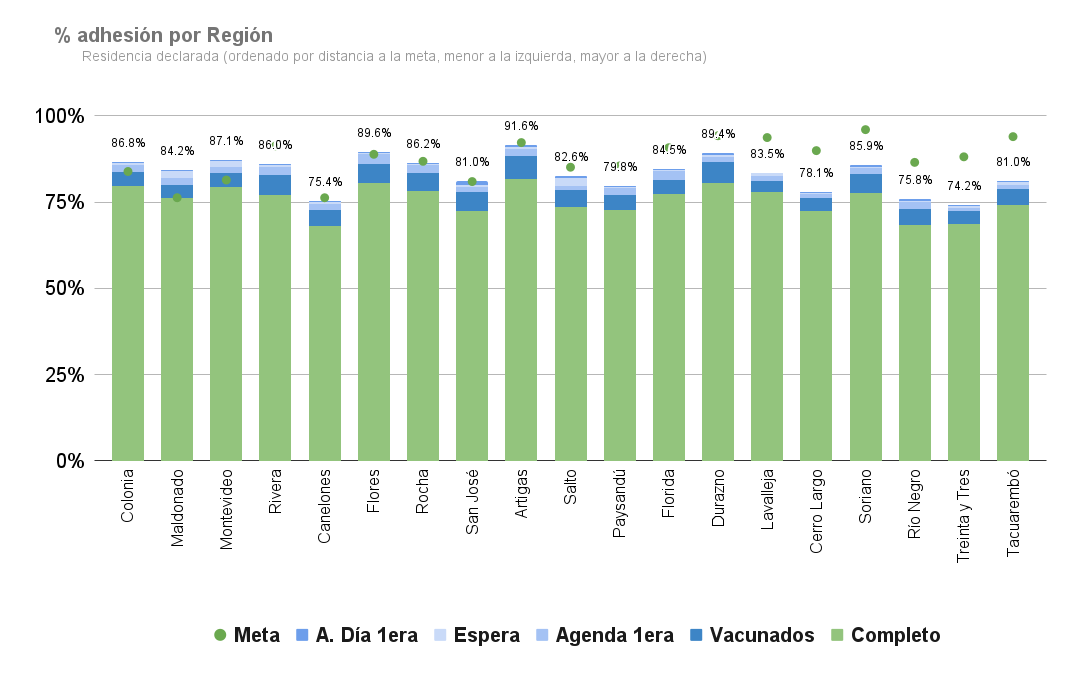 % adhesión por Región
Residencia declarada (ordenado por distancia a la meta, menor a la izquierda, mayor a la derecha)
100%
75%
50%
25%
0%
86.8%
84.2%
87.1%
86.0%
75.4%
89.6%
86.2%
81.0%
91.6%
82.6%
79.8%
84.5%
89.4%
83.5%
78.1%
85.9%
75.8%
74.2%
81.0%
Colonia
Maldonado
Montevideo
Rivera
Canelones
Flores
Rocha
San José
Artigas
Salto
Paysandú
Florida
Durazno
Lavalleja
Cerro Largo
Soriano
Río Negro
Treinta y Tres
Tacuarembó
Meta A. Día 1era Espera Agenda 1era Vacunados Completo